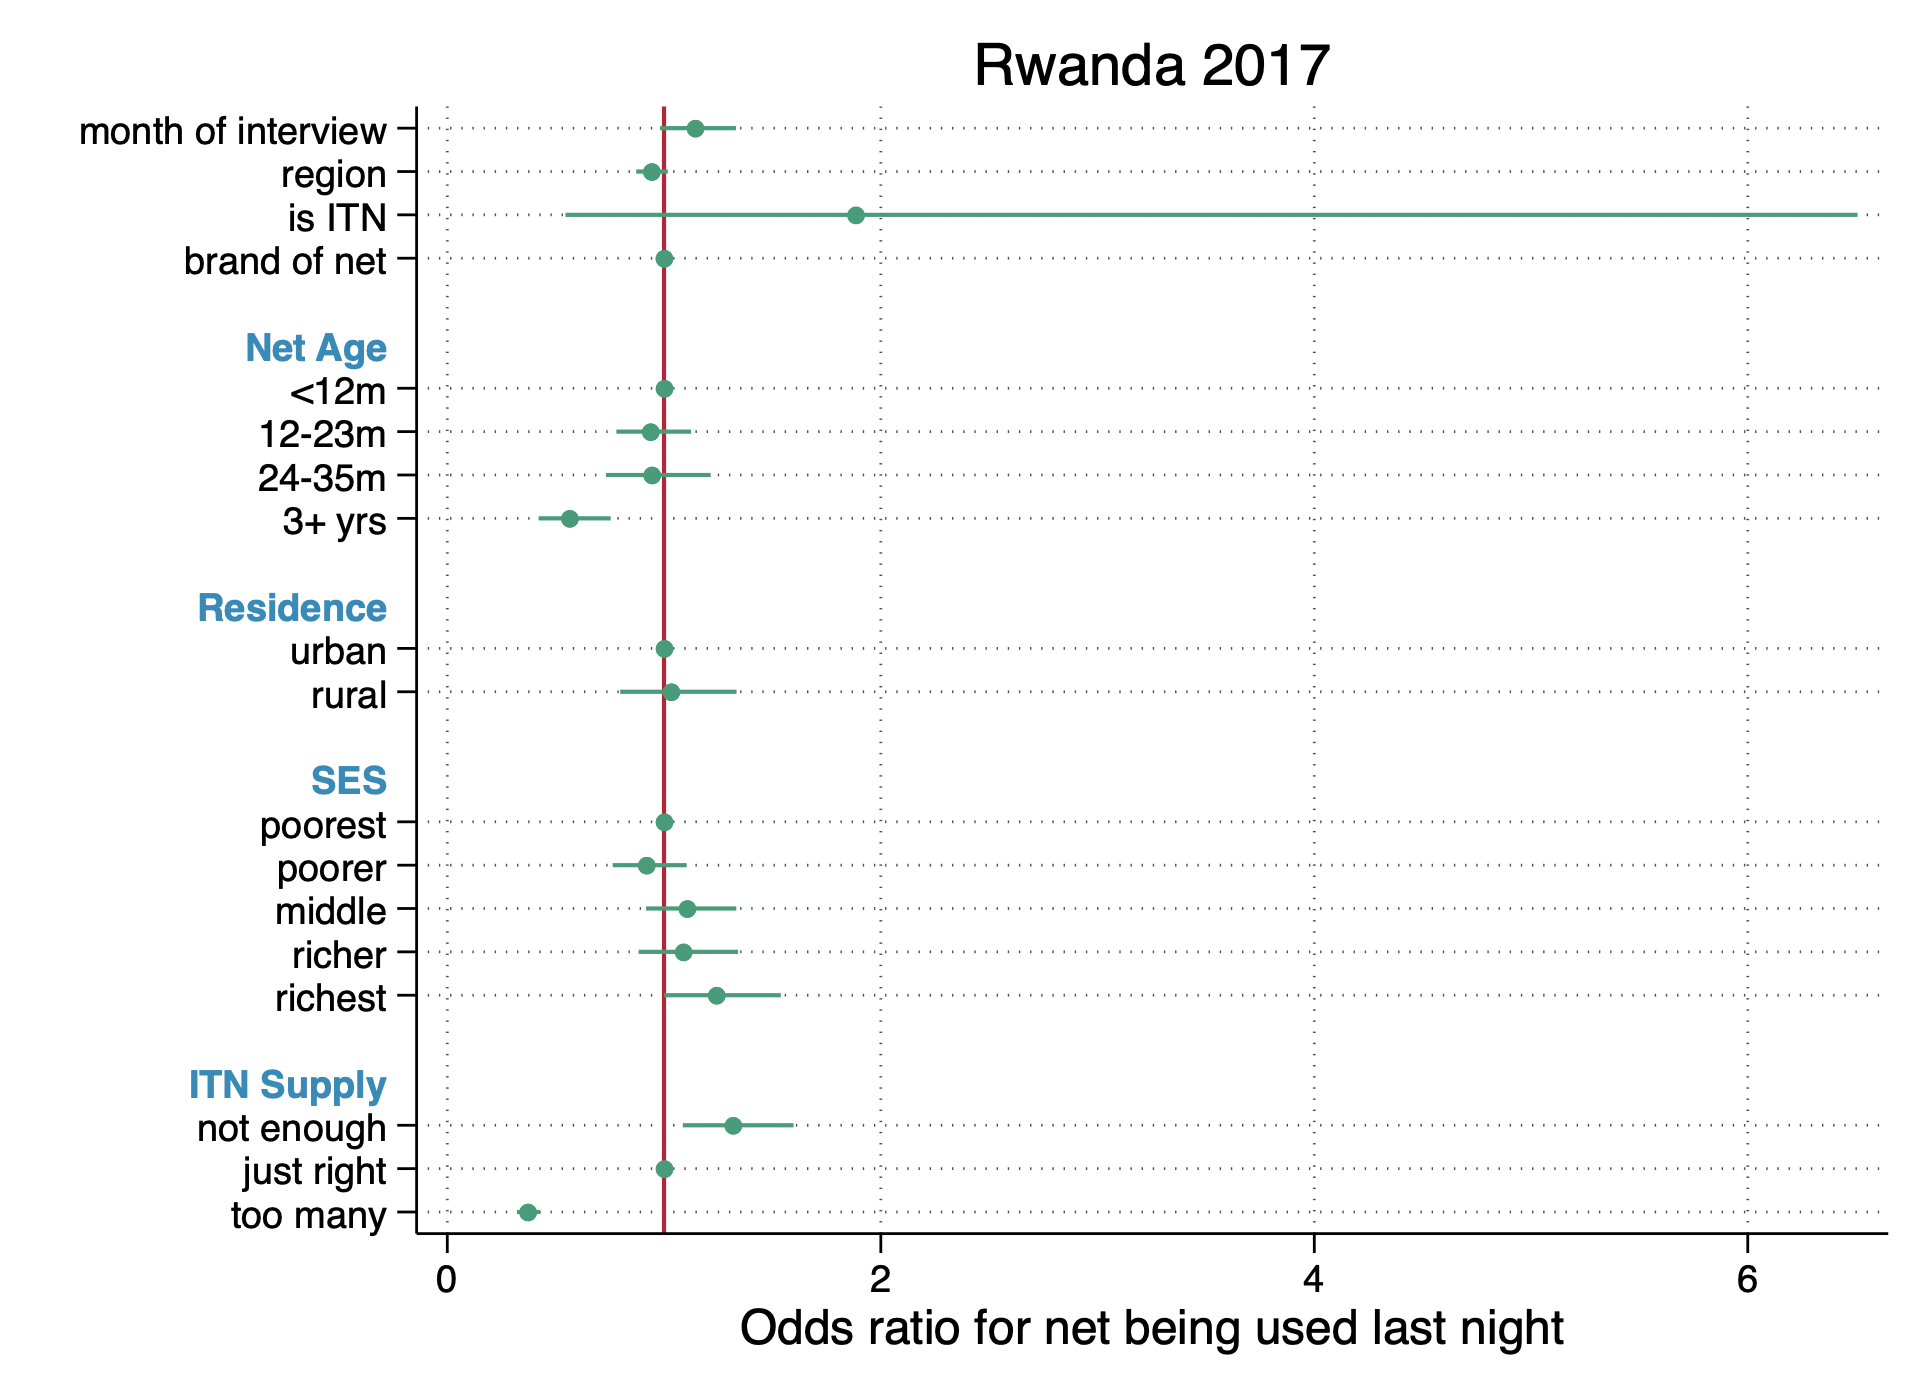 Rwanda 2017
month of interview
region
is ITN
brand of net
Net Age
<12m
12-23m
24-35m
3+ yrs
Residence
urban
rural
SES
poorest
poorer
middle
richer
richest
ITN Supply
not enough
just right
too many
0 2 4 6
Odds ratio for net being used last night